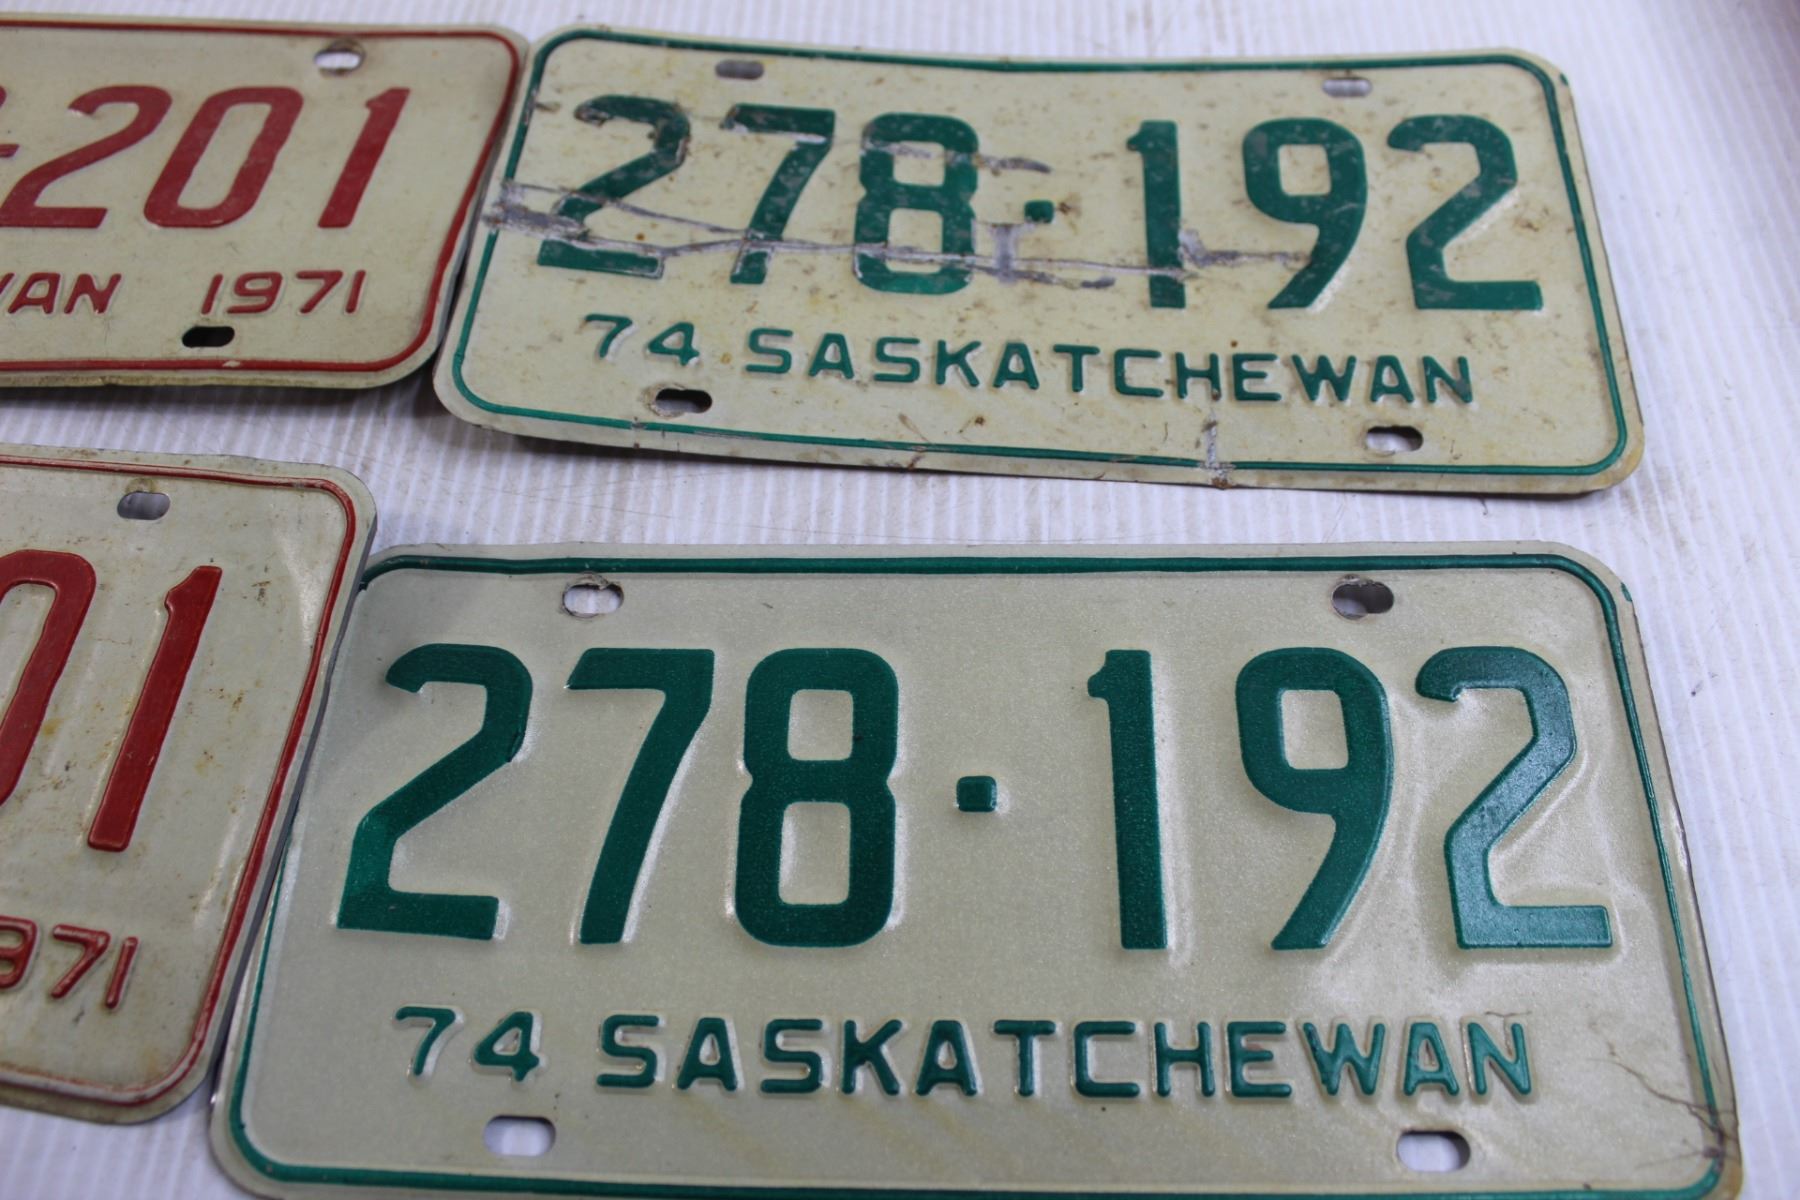 -201
WAN 1971
278·192
74 SASKATCHEWAN
01
971
278·192
74 SASKATCHEWAN